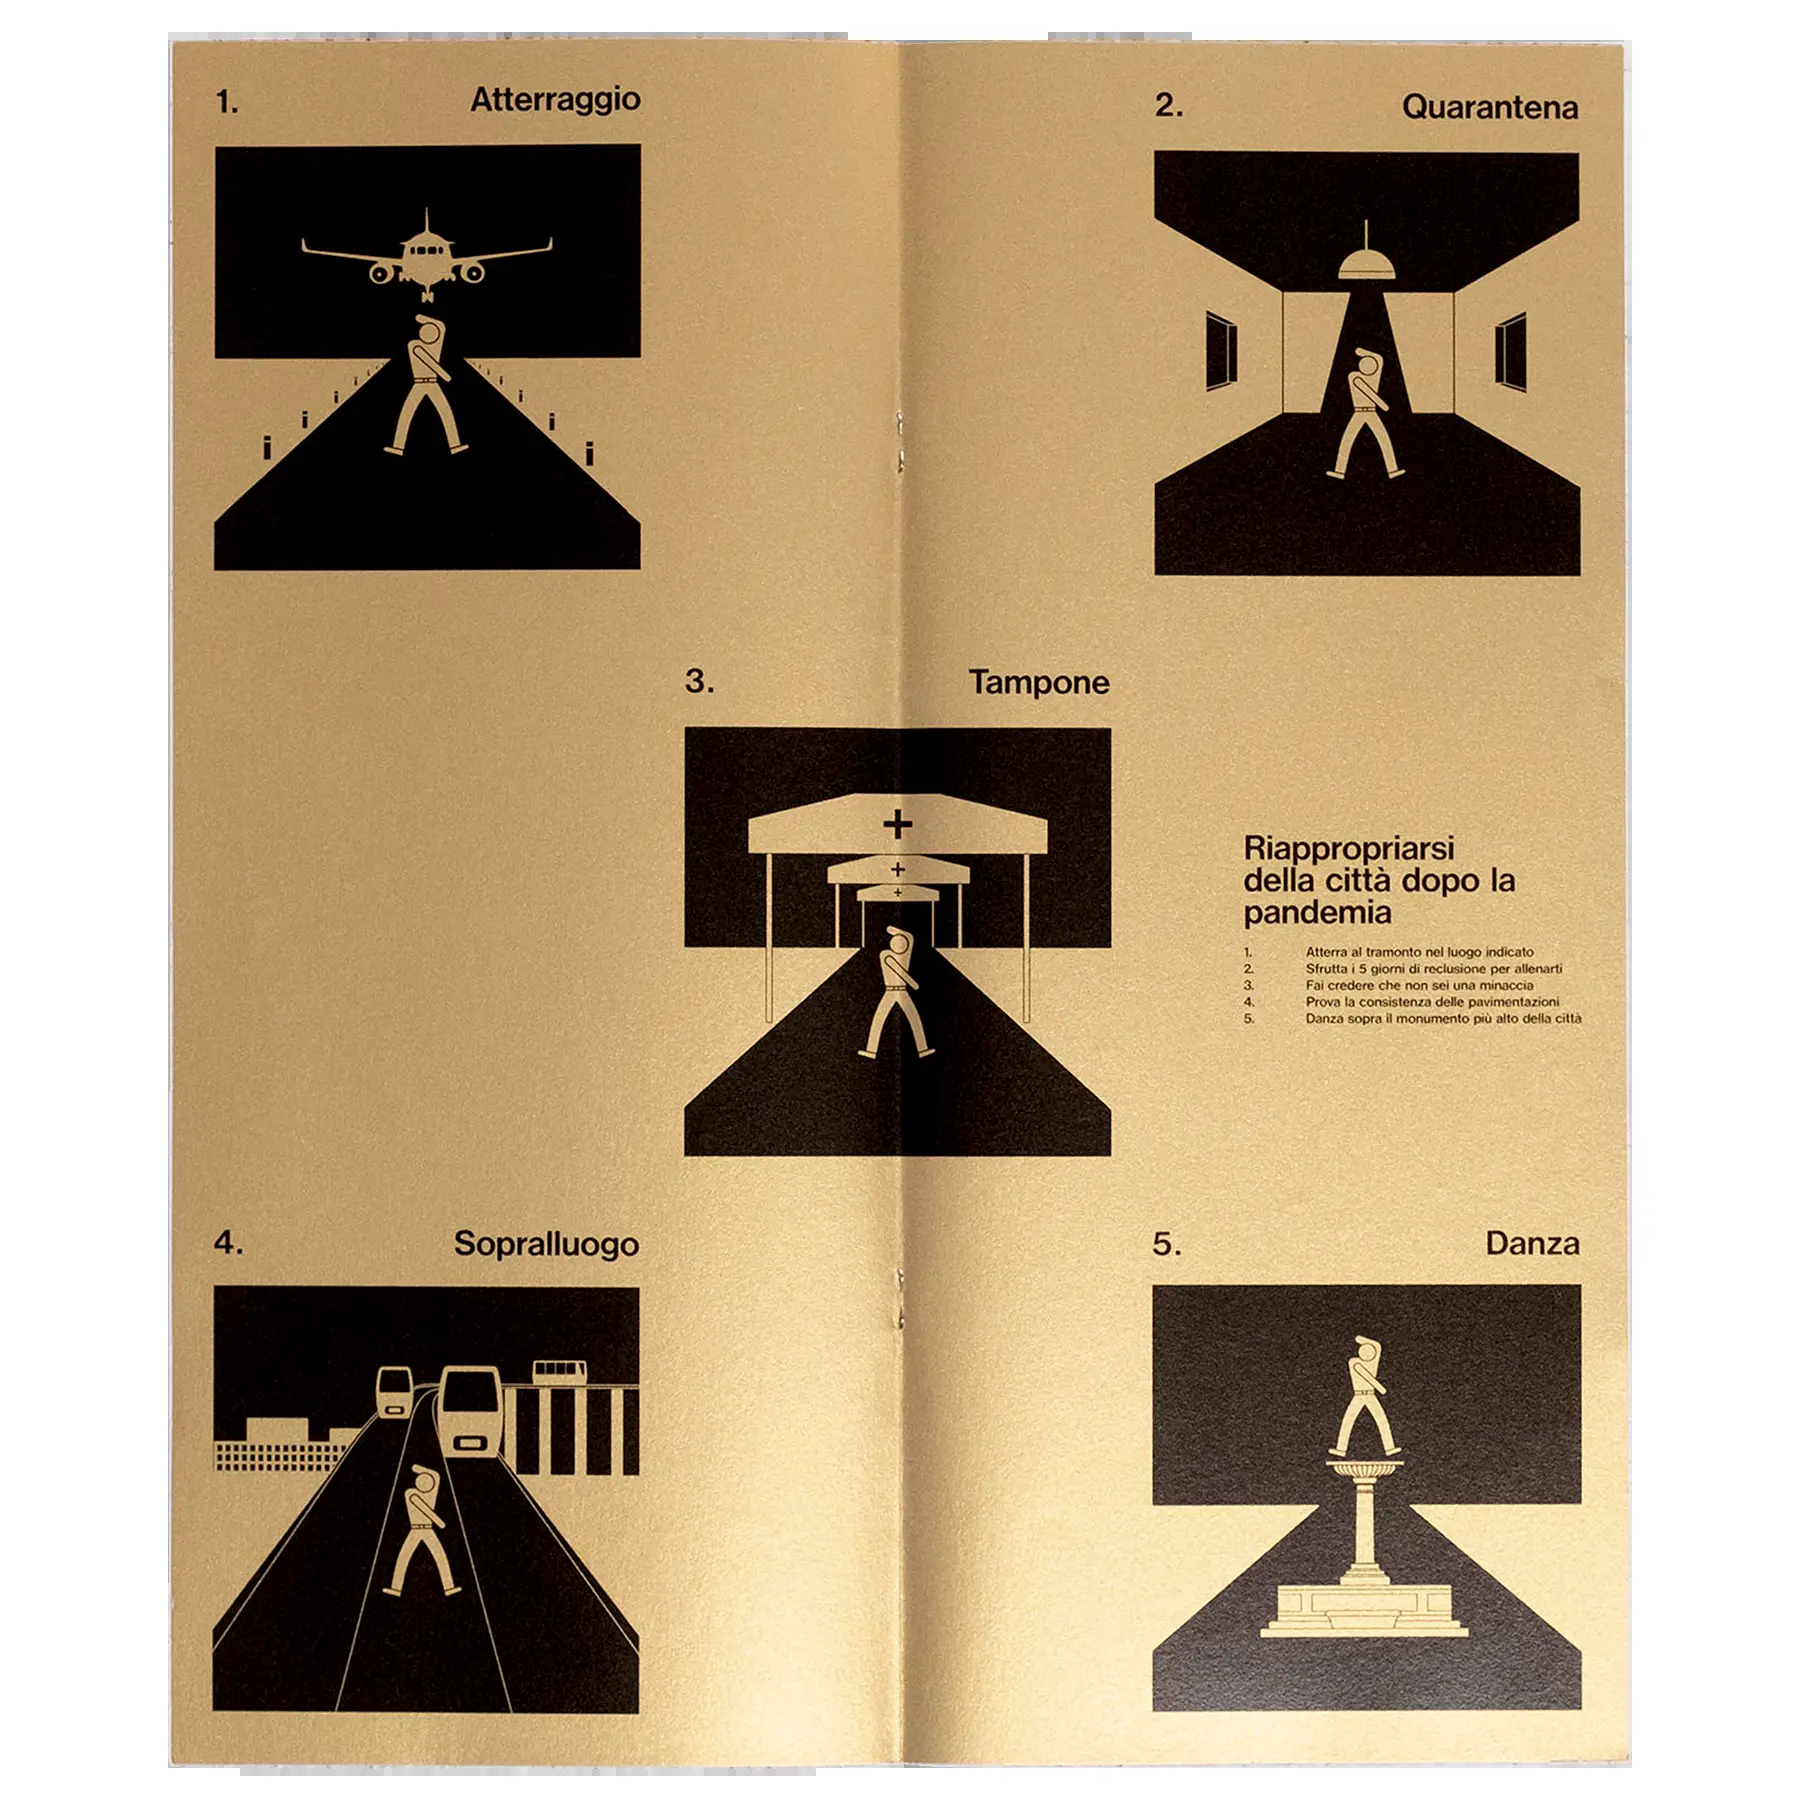 1. Atterraggio
2. Quarantena
3. Tampone
Riappropriarsi
della città dopo la
pandemia
1. Atterra al tramonto nel luogo indicato
2. Sfrutta i 5 giorni di reclusione per allenarti
3. Fai credere che non sei una minaccia
4. Prova la consistenza delle pavimentazioni
5. Danza sopra il monumento più alto della città
4. Sopralluogo
5. Danza